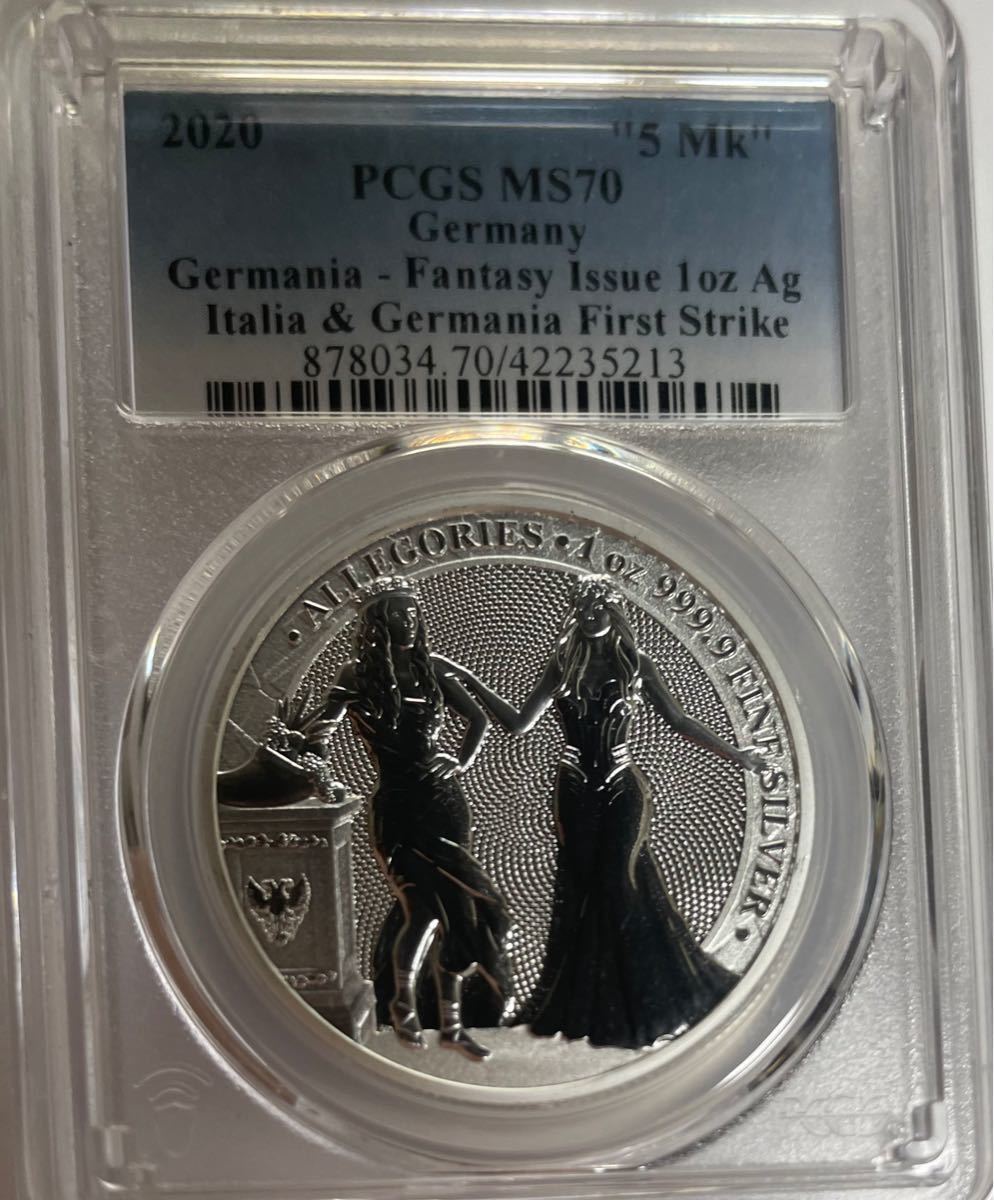 2020 "5 Mk"
PCGS MS70
Germany
Germania - Fantasy Issue 1oz Ag
Italia & Germania First Strike
878034.70/42235213
• ALLEGORIES • 1 oz 999.9 FINE SILVER •